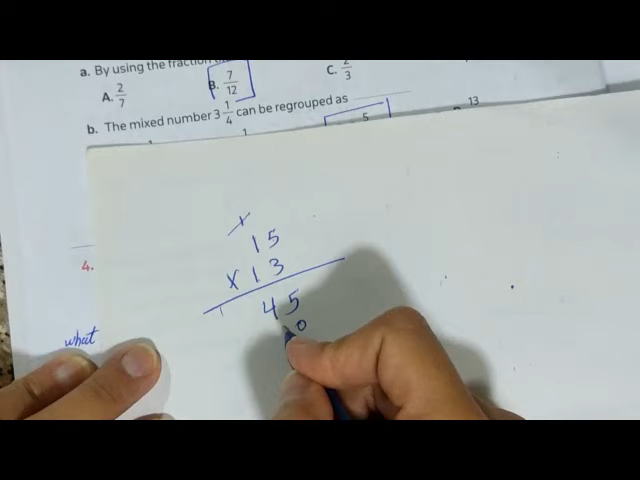 a. By using the fraction
A. 2/7 B. 7/12 C. 2/3
b. The mixed number 3 1/4 can be regrouped as
1 1 5 13
4.
15
X 13
45
0
what